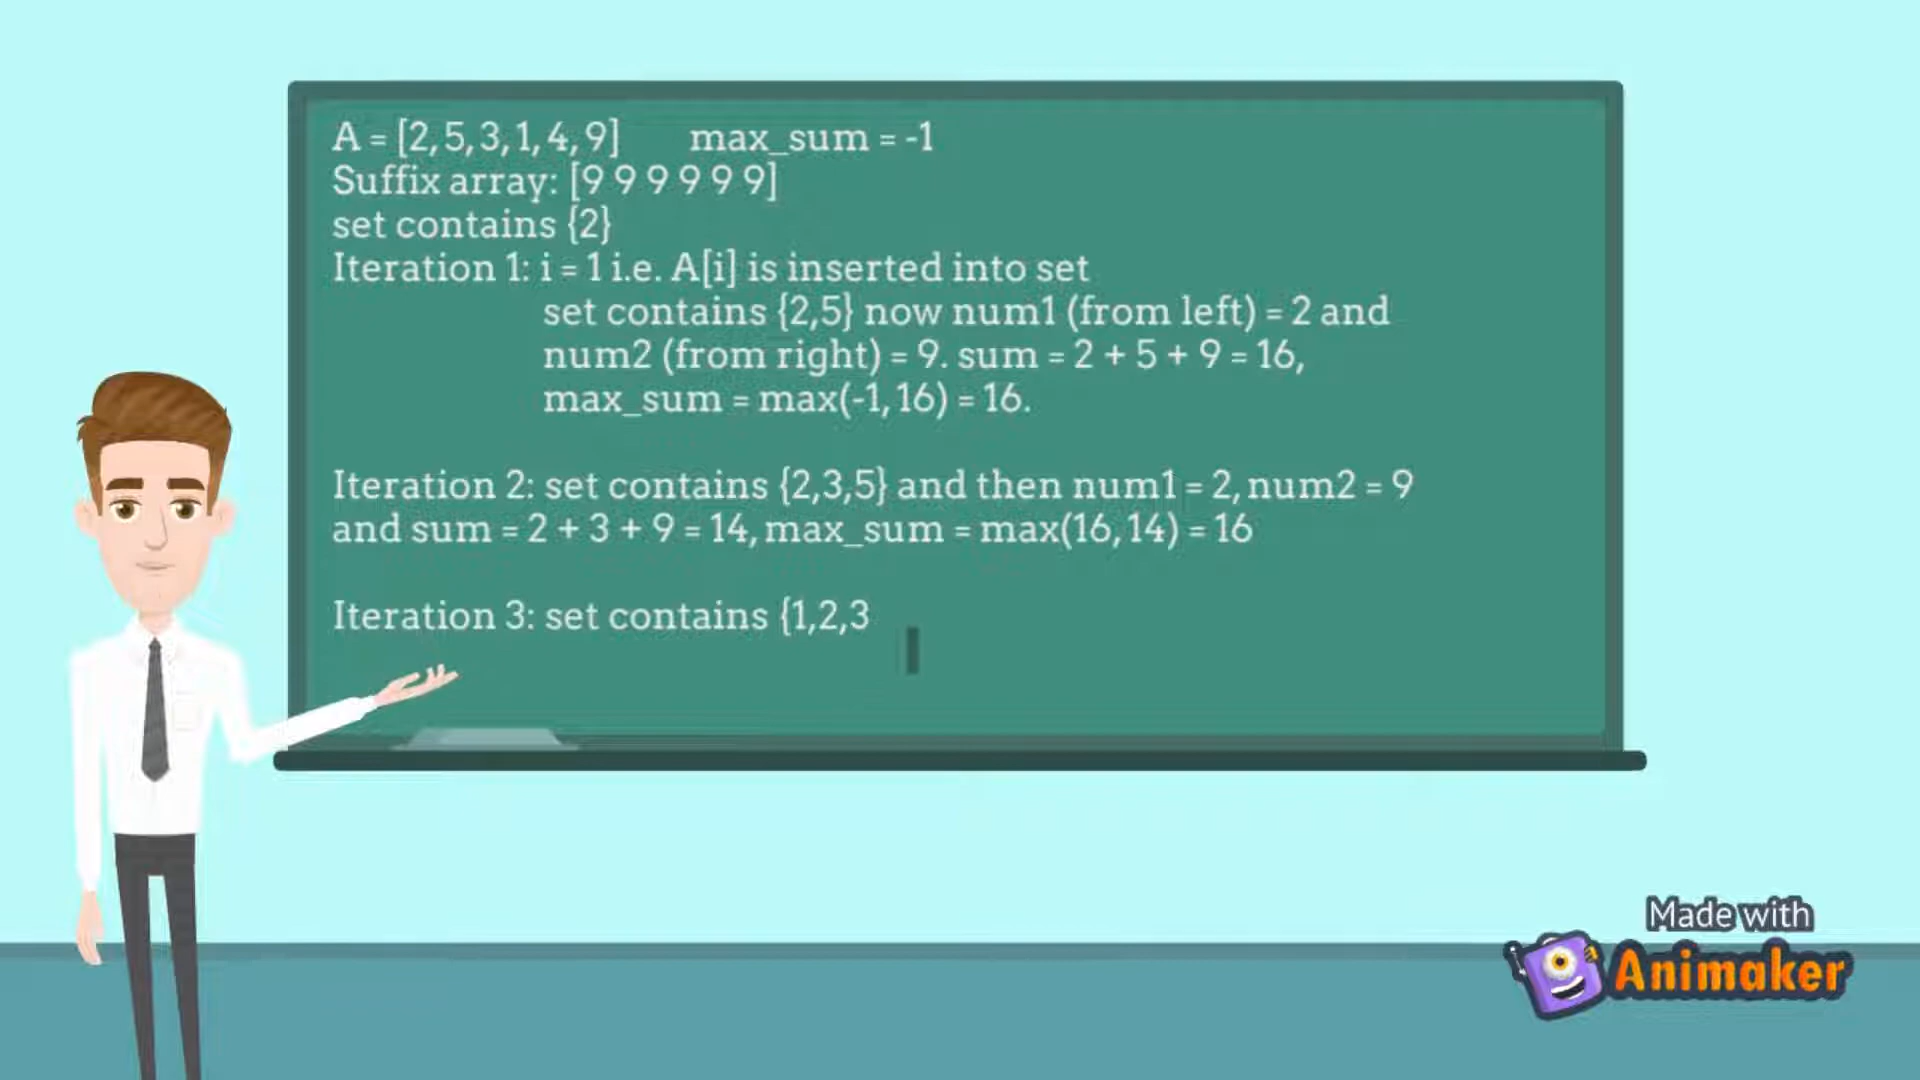 A = [2,5,3,1,4,9] max_sum = -1
Suffix array: [9 9 9 9 9 9]
set contains {2}
Iteration 1: i = 1 i.e. A[i] is inserted into set
set contains {2,5} now num1 (from left) = 2 and
num2 (from right) = 9. sum = 2 + 5 + 9 = 16,
max_sum = max(-1,16) = 16.
Iteration 2: set contains {2,3,5} and then num1 = 2, num2 = 9
and sum = 2 + 3 + 9 = 14, max_sum = max(16,14) = 16
Iteration 3: set contains {1,2,3
Made with
Animaker